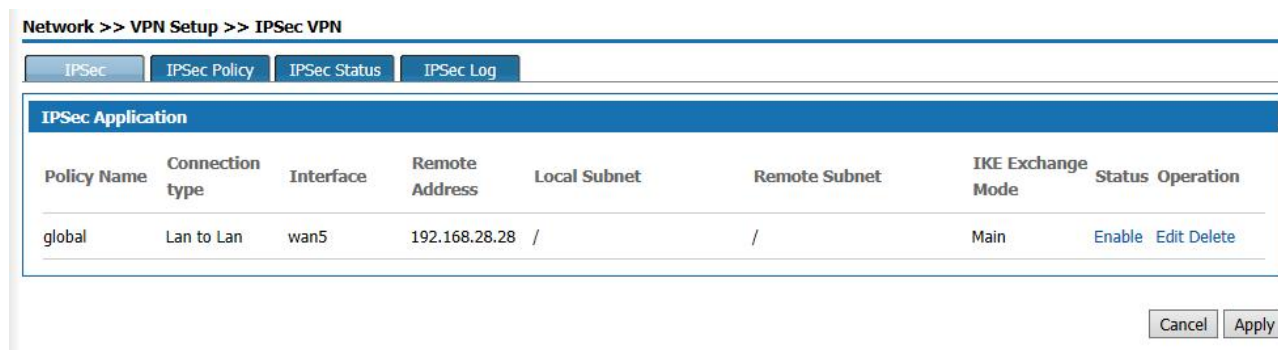 Network >> VPN Setup >> IPSec VPN
IPSec IPSec Policy IPSec Status IPSec Log
IPSec Application
Policy Name Connection type Interface Remote Address Local Subnet Remote Subnet IKE Exchange Mode Status Operation
global Lan to Lan wan5 192.168.28.28 / / Main Enable Edit Delete
Cancel Apply